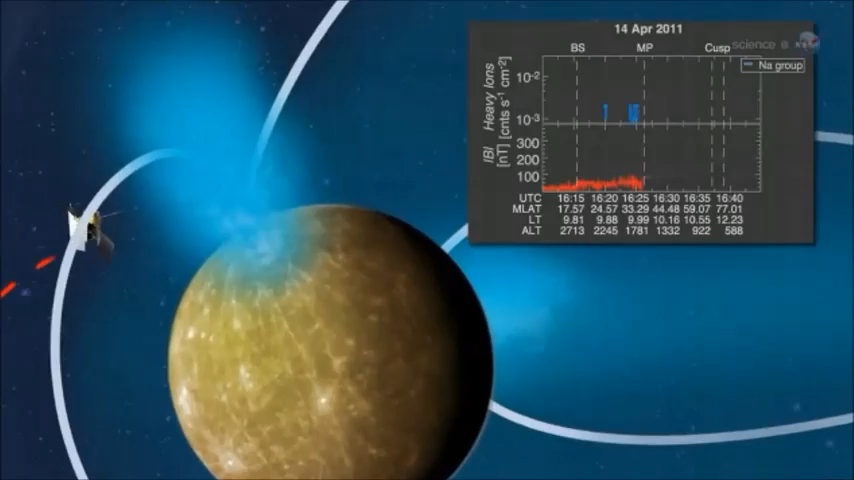 14 Apr 2011
BS MP Cusp
science @ NASA
Na group
Heavy Ions
[cnts s⁻¹ cm⁻²]
10⁻²
10⁻³
|B|
[nT]
300
200
100
UTC 16:15 16:20 16:25 16:30 16:35 16:40
MLAT 17.57 24.57 33.29 44.48 59.07 77.01
LT 9.81 9.88 9.99 10.16 10.55 12.23
ALT 2713 2245 1781 1332 922 588